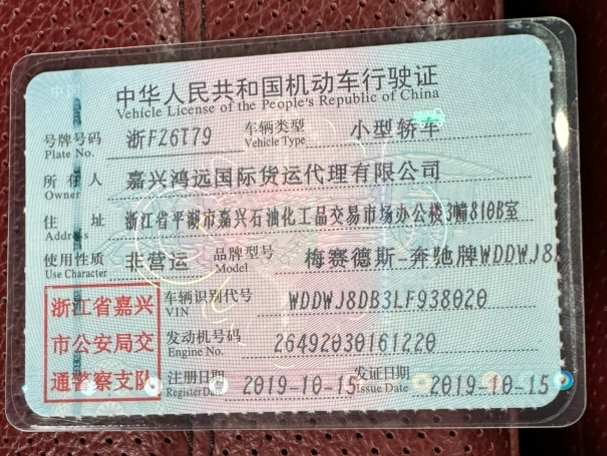 中华人民共和国机动车行驶证
Vehicle License of the People's Republic of China
号牌号码 浙FZ6T79 车辆类型 小型轿车
Plate No. Vehicle Type
所有人 嘉兴鸿远国际货运代理有限公司
Owner
住址 浙江省平湖市嘉兴石油化工品交易市场办公楼3幢810B室
Address
使用性质 非营运 品牌型号 梅赛德斯-奔驰牌WDDWJ8
Use Character Model
浙江省嘉兴 车辆识别代号 WDDWJ8DB3LF938020
VIN
市公安局交 发动机号码 26492030161220
Engine No.
通警察支队 注册日期 2019-10-15 发证日期 2019-10-15
Register Date Issue Date